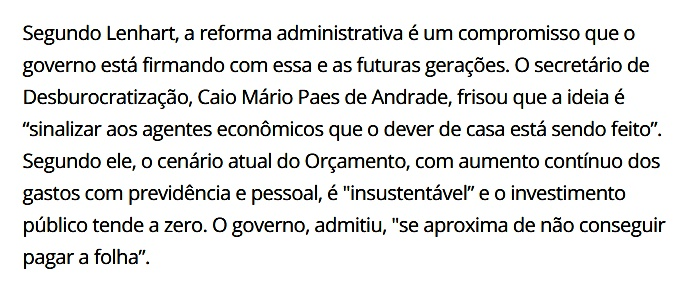 Segundo Lenhart, a reforma administrativa é um compromisso que o
governo está firmando com essa e as futuras gerações. O secretário de
Desburocratização, Caio Mário Paes de Andrade, frisou que a ideia é
“sinalizar aos agentes econômicos que o dever de casa está sendo feito”.
Segundo ele, o cenário atual do Orçamento, com aumento contínuo dos
gastos com previdência e pessoal, é "insustentável” e o investimento
público tende a zero. O governo, admitiu, "se aproxima de não conseguir
pagar a folha”.